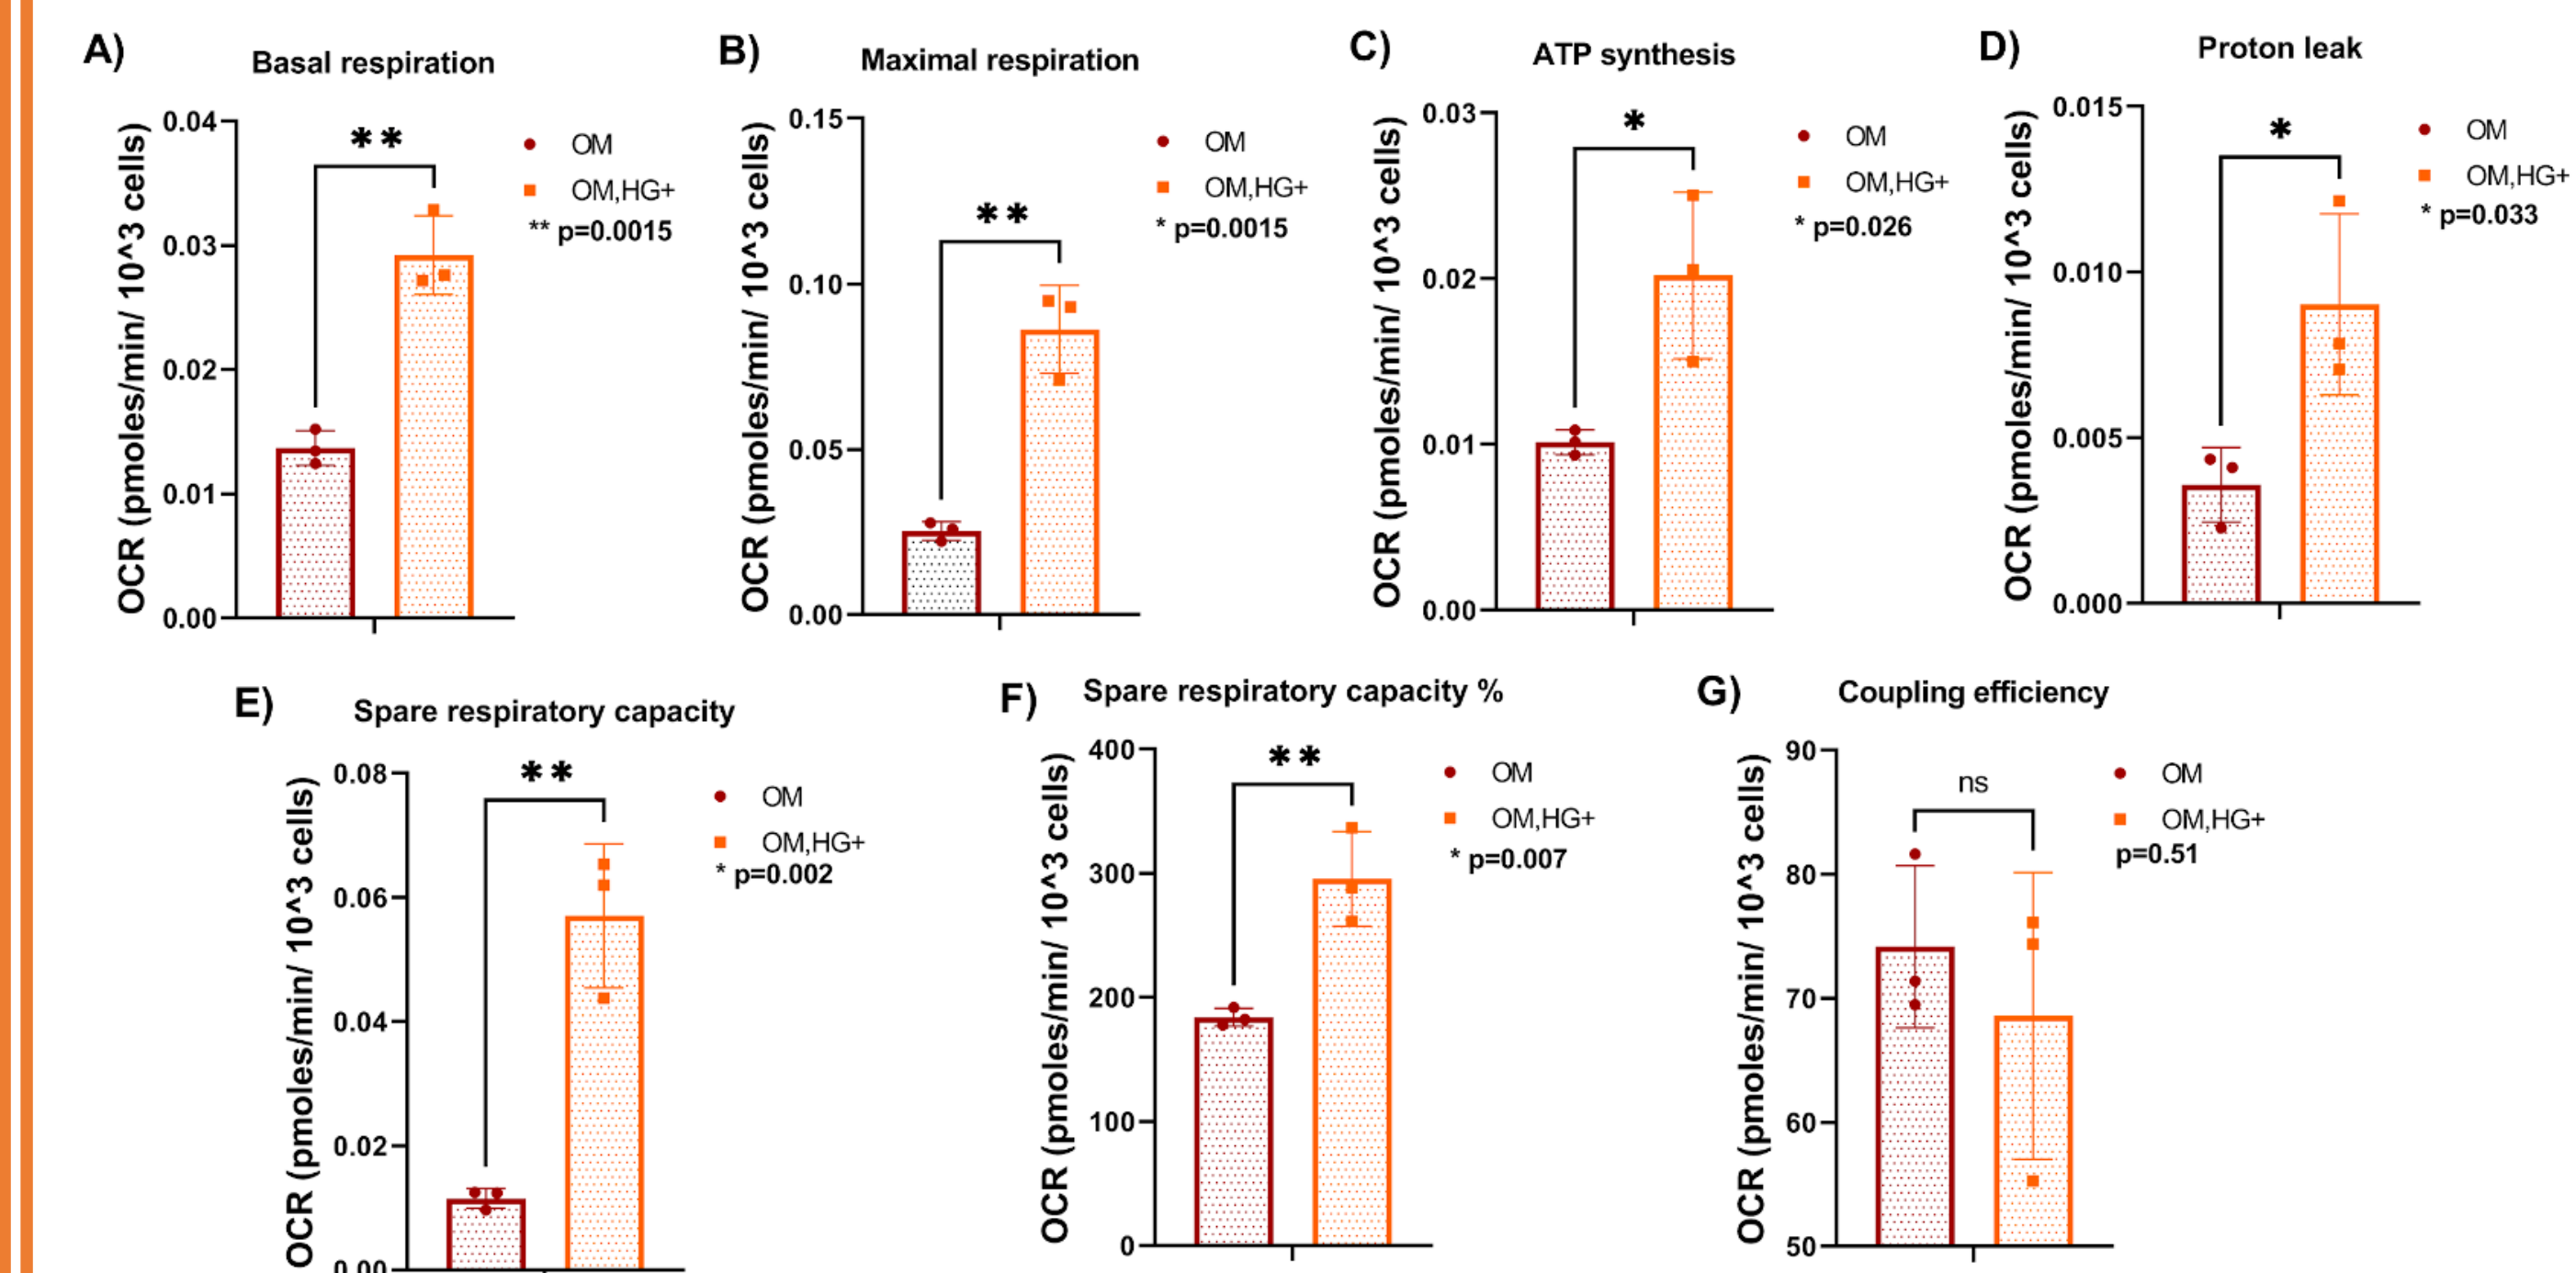 A) Basal respiration
OCR (pmoles/min/ 10^3 cells)
0.04
0.03
0.02
0.01
0.00
**
OM
OM,HG+
** p=0.0015
B) Maximal respiration
OCR (pmoles/min/ 10^3 cells)
0.15
0.10
0.05
0.00
**
OM
OM,HG+
* p=0.0015
C) ATP synthesis
OCR (pmoles/min/ 10^3 cells)
0.03
0.02
0.01
0.00
*
OM
OM,HG+
* p=0.026
D) Proton leak
OCR (pmoles/min/ 10^3 cells)
0.015
0.010
0.005
0.000
*
OM
OM,HG+
* p=0.033
E) Spare respiratory capacity
OCR (pmoles/min/ 10^3 cells)
0.08
0.06
0.04
0.02
0.00
**
OM
OM,HG+
* p=0.002
F) Spare respiratory capacity %
OCR (pmoles/min/ 10^3 cells)
400
300
200
100
0
**
OM
OM,HG+
* p=0.007
G) Coupling efficiency
OCR (pmoles/min/ 10^3 cells)
90
80
70
60
50
ns
OM
OM,HG+
p=0.51